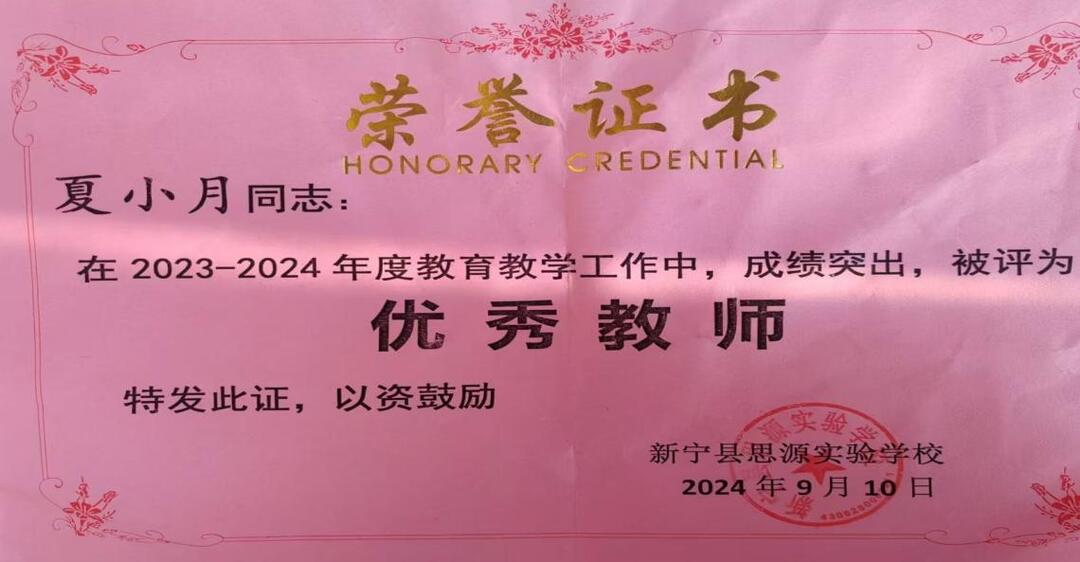 荣誉证书
HONORARY CREDENTIAL
夏小月同志：
在2023-2024年度教育教学工作中，成绩突出，被评为
优秀教师
特发此证，以资鼓励
新宁县思源实验学校
2024年9月10日